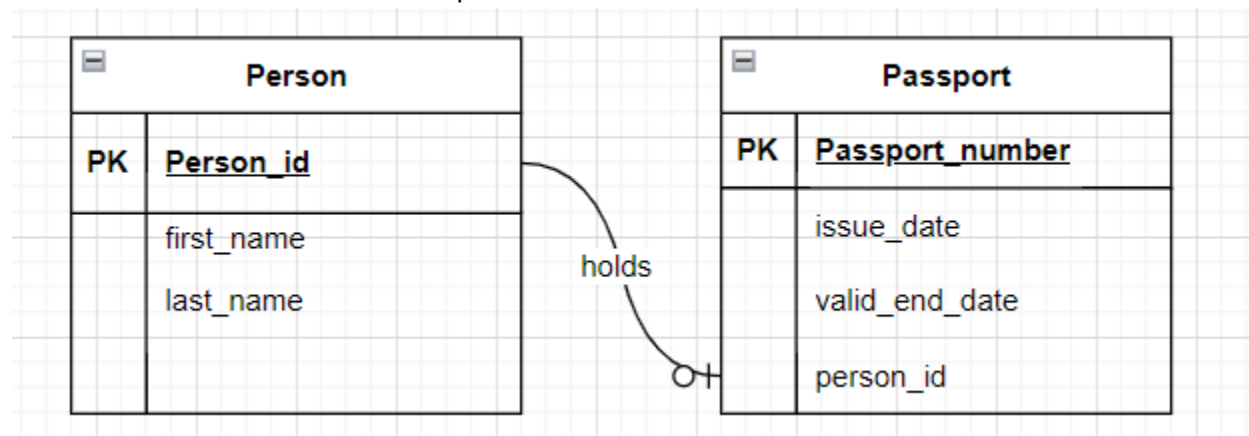 Person
PK Person_id
first_name
last_name
holds
Passport
PK Passport_number
issue_date
valid_end_date
person_id